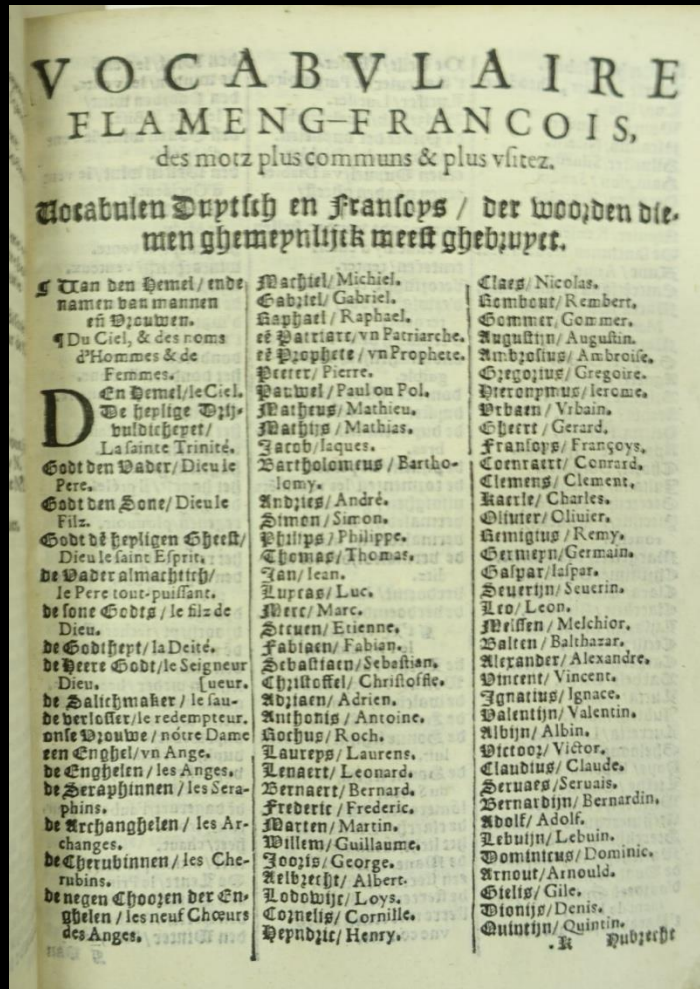 VOCABVLAIRE
FLAMENG–FRANCOIS,
des motz plus communs & plus vsitez.
Vocabulen Duytsch en Fransoys / der woorden die-
men ghemeynlijck meest ghebruyct.
¶ Van den Hemel / ende
namen van mannen
eñ Vrouwen.
¶ Du Ciel, & des noms
d'Hommes & de
Femmes.
DEn Hemel/le Ciel.
De heylige Drij-
vuldicheyet/
La sainte Trinité.
Godt den Vader/ Dieu le
Pere.
Godt den Sone/ Dieu le
Filz.
Godt dē heyligen Gheest/
Dieu le saint Esprit.
de Vader almachtich/
le Pere tout-puissant.
de sone Godts / le filz de
Dieu.
de Godtheyt/ la Deité.
de Heere Godt/le Seigneur
Dieu. [ueur.
de Salichmaker / le sau-
de verlosser/le redempteur.
onse Vrouwe / nótre Dame
een Enghel/vn Ange.
de Enghelen / les Anges.
de Seraphinnen / les Sera-
phins.
de Archanghelen / les Ar-
changes.
de Cherubinnen / les Che-
rubins.
de negen Chooren der En-
ghelen / les neuf Chœurs
des Anges.
Machiel/ Michiel.
Gabriel/ Gabriel.
Raphael / Raphael.
eē Patriarc/vn Patriarche.
eē Prophete / vn Prophete.
Peeter / Pierre.
Pauwel / Paul ou Pol.
Matheus / Mathieu.
Mathijs / Mathias.
Jacob/ Iaques.
Bartholomeus / Bartho-
lomy.
Andries / André.
Simon / Simon.
Philips / Philippe.
Thomas / Thomas.
Jan/ Iean.
Luycas/ Luc.
Merc/ Marc.
Steuen/ Etienne.
Fabiaen/ Fabian.
Sebastiaen/Sebastian.
Christoffel/ Christoffle.
Adriaen / Adrien.
Anthonis / Antoine.
Rochus / Roch.
Laureys / Laurens.
Lenaert / Leonard.
Bernaert/ Bernard.
Frederic / Frederic.
Marten / Martin.
Willem/ Guillaume.
Jooris/ George.
Aelbrecht/ Albert.
Lodowijc/ Loys.
Cornelis/ Cornille.
Heyndric/ Henry.
Claes/ Nicolas.
Rombout/ Rembert.
Gommer, Gommer.
Augustijn/ Augustin.
Ambrosius/ Ambroise.
Gregorius/ Gregoire.
Hieronymus/ Ierome.
Vrbaen/ Vrbain.
Gheert / Gerard.
Fransoys/ Françoys.
Coenraert/ Conrard.
Clemens/ Clement.
Kaerle/ Charles.
Olivier/ Oliuier.
Remigius / Remy.
Germeyn/Germain.
Gaspar/Iaspar.
Seuerijn/ Seuerin.
Leo/ Leon.
Melssen/ Melchior.
Balten / Balthazar.
Alexander/ Alexandre.
Vincent/ Vincent.
Ignatius/ Ignace.
Valentijn/ Valentin.
Albijn/ Albin.
Victoor/ Victor.
Claudius/ Claude.
Seruaes/Seruais.
Bernardijn/ Bernardin.
Adolf/ Adolf.
Lebuijn/ Lebuin.
Dominicus/ Dominic.
Arnout/Arnould.
Gielis/ Gile.
Dionijs/Denis.
Quintijn/ Quintin.
K Hubrecht